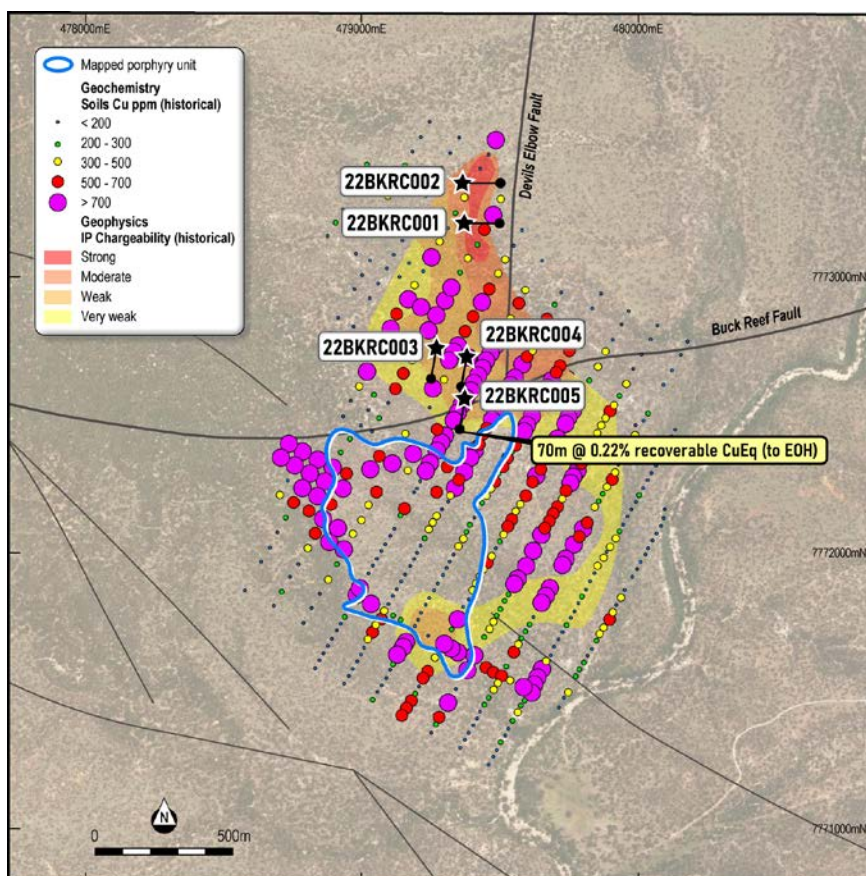 478000mE
479000mE
480000mE
Mapped porphyry unit
Geochemistry
Soils Cu ppm (historical)
< 200
200 - 300
300 - 500
500 - 700
> 700
Geophysics
IP Chargeability (historical)
Strong
Moderate
Weak
Very weak
Devils Elbow Fault
22BKRC002
22BKRC001
7773000mN
Buck Reef Fault
22BKRC004
22BKRC003
22BKRC005
70m @ 0.22% recoverable CuEq (to EOH)
7772000mN
N
0
500m
7771000mN